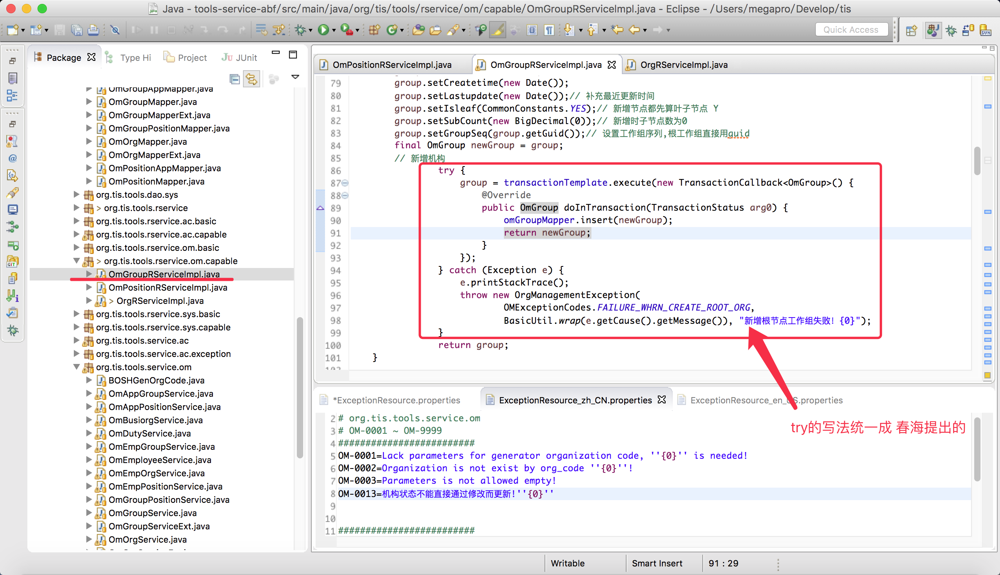 Java - tools-service-abf/src/main/java/org/tis/tools/rservice/om/capable/OmGroupRServiceImpl.java - Eclipse - /Users/megapro/Develop/tis
Quick Access
Package
Type Hi
Project
JUnit
OmGroupAppMapper.java
OmGroupMapper.java
OmGroupMapperExt.java
OmGroupPositionMapper.java
OmOrgMapper.java
OmOrgMapperExt.java
OmPositionAppMapper.java
OmPositionMapper.java
org.tis.tools.dao.sys
> org.tis.tools.rservice
org.tis.tools.rservice.ac.basic
org.tis.tools.rservice.ac.capable
org.tis.tools.rservice.om.basic
> org.tis.tools.rservice.om.capable
OmGroupRServiceImpl.java
OmPositionRServiceImpl.java
> OrgRServiceImpl.java
org.tis.tools.rservice.sys.basic
org.tis.tools.rservice.sys.capable
org.tis.tools.service.ac
org.tis.tools.service.ac.exception
org.tis.tools.service.om
BOSHGenOrgCode.java
OmAppGroupService.java
OmAppPositionService.java
OmBusiorgService.java
OmDutyService.java
OmEmpGroupService.java
OmEmployeeService.java
OmEmpOrgService.java
OmEmpPositionService.java
OmGroupPositionService.java
OmGroupService.java
OmGroupServiceExt.java
OmOrgService.java
OmPositionRServiceImpl.java
OmGroupRServiceImpl.java
OrgRServiceImpl.java
79 group.setCreatetime(new Date());
80 group.setLastupdate(new Date());// 补充最近更新时间
81 group.setIsleaf(CommonConstants.YES);// 新增节点都先算叶子节点 Y
82 group.setSubCount(new BigDecimal(0));// 新增时子节点数为0
83 group.setGroupSeq(group.getGuid());// 设置工作组序列,根工作组直接用guid
84 final OmGroup newGroup = group;
85 // 新增机构
86 try {
87 group = transactionTemplate.execute(new TransactionCallback<OmGroup>() {
88 @Override
89 public OmGroup doInTransaction(TransactionStatus arg0) {
90 omGroupMapper.insert(newGroup);
91 return newGroup;
92 }
93 });
94 } catch (Exception e) {
95 e.printStackTrace();
96 throw new OrgManagementException(
97 OMExceptionCodes.FAILURE_WHRN_CREATE_ROOT_ORG,
98 BasicUtil.wrap(e.getCause().getMessage()), "新增根节点工作组失败! {0}");
99 }
100 return group;
101 }
*ExceptionResource.properties
ExceptionResource_zh_CN.properties
ExceptionResource_en_US.properties
2 # org.tis.tools.service.om
3 # OM-0001 ~ OM-9999
4 #########################
5 OM-0001=Lack parameters for generator organization code, ''{0}'' is needed!
6 OM-0002=Organization is not exist by org_code ''{0}''!
7 OM-0003=Parameters is not allowed empty!
8 OM-0013=机构状态不能直接通过修改而更新!''{0}''
9
10
11 #########################
try的写法统一成 春海提出的
Writable
Smart Insert
91 : 29